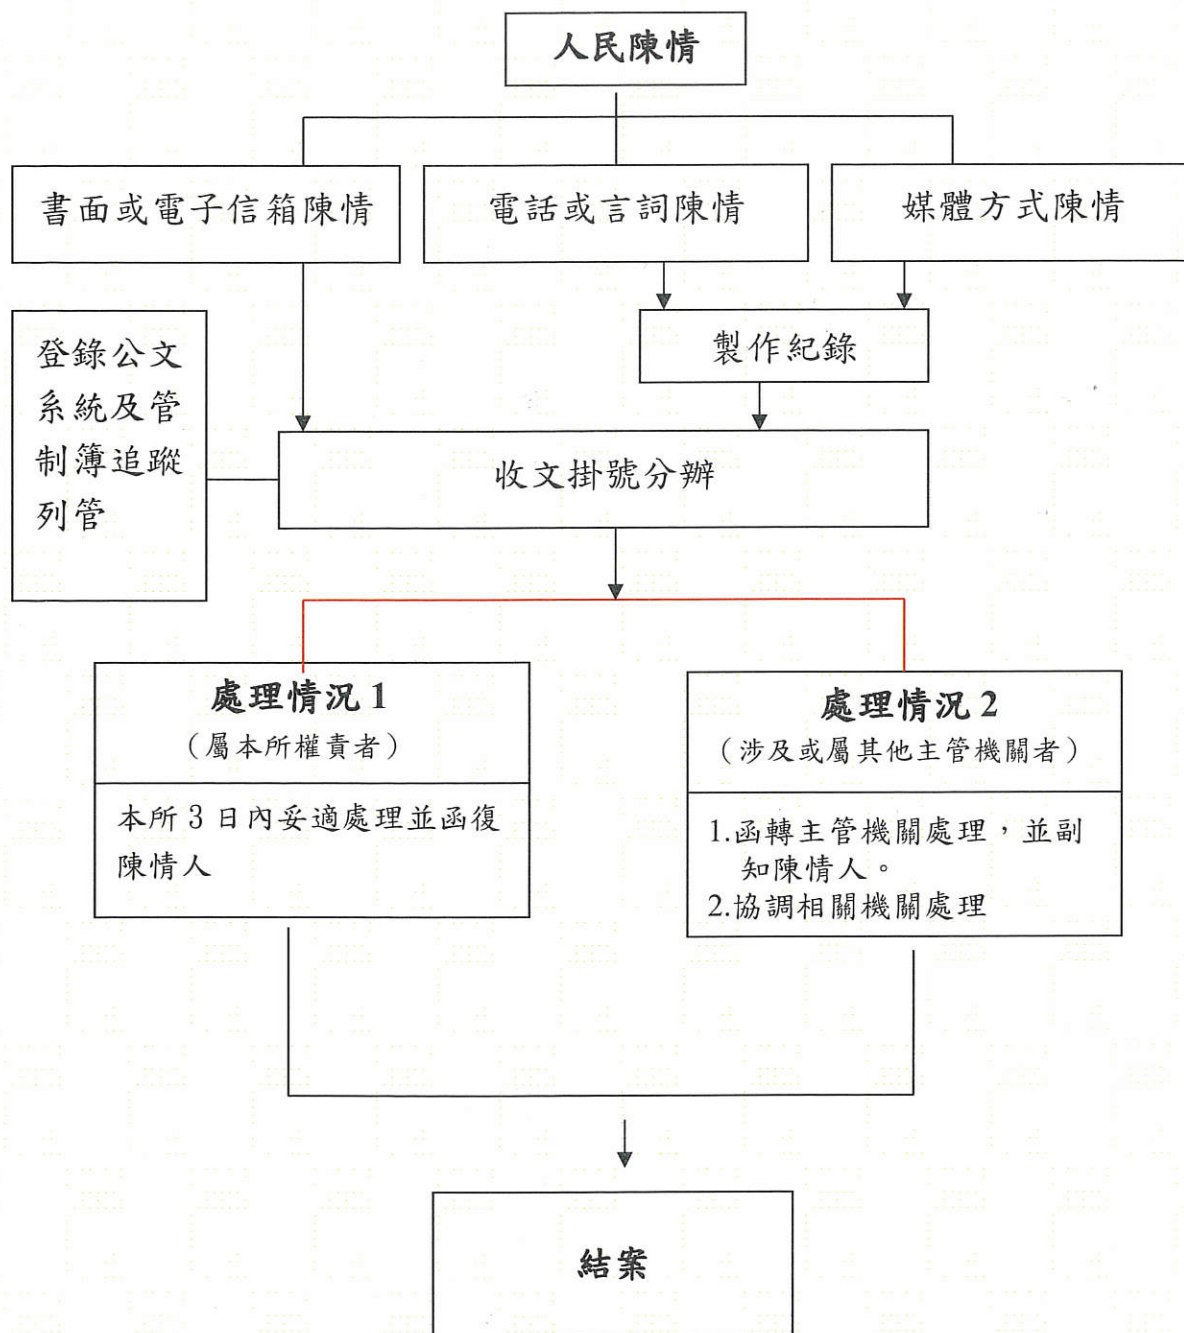 人民陳情
書面或電子信箱陳情
電話或言詞陳情
媒體方式陳情
登錄公文
系統及管
制簿追蹤
列管
製作紀錄
收文掛號分辦
處理情況 1
（屬本所權責者）
本所 3 日內妥適處理並函復
陳情人
處理情況 2
（涉及或屬其他主管機關者）
1.函轉主管機關處理，並副
知陳情人。
2.協調相關機關處理
結案